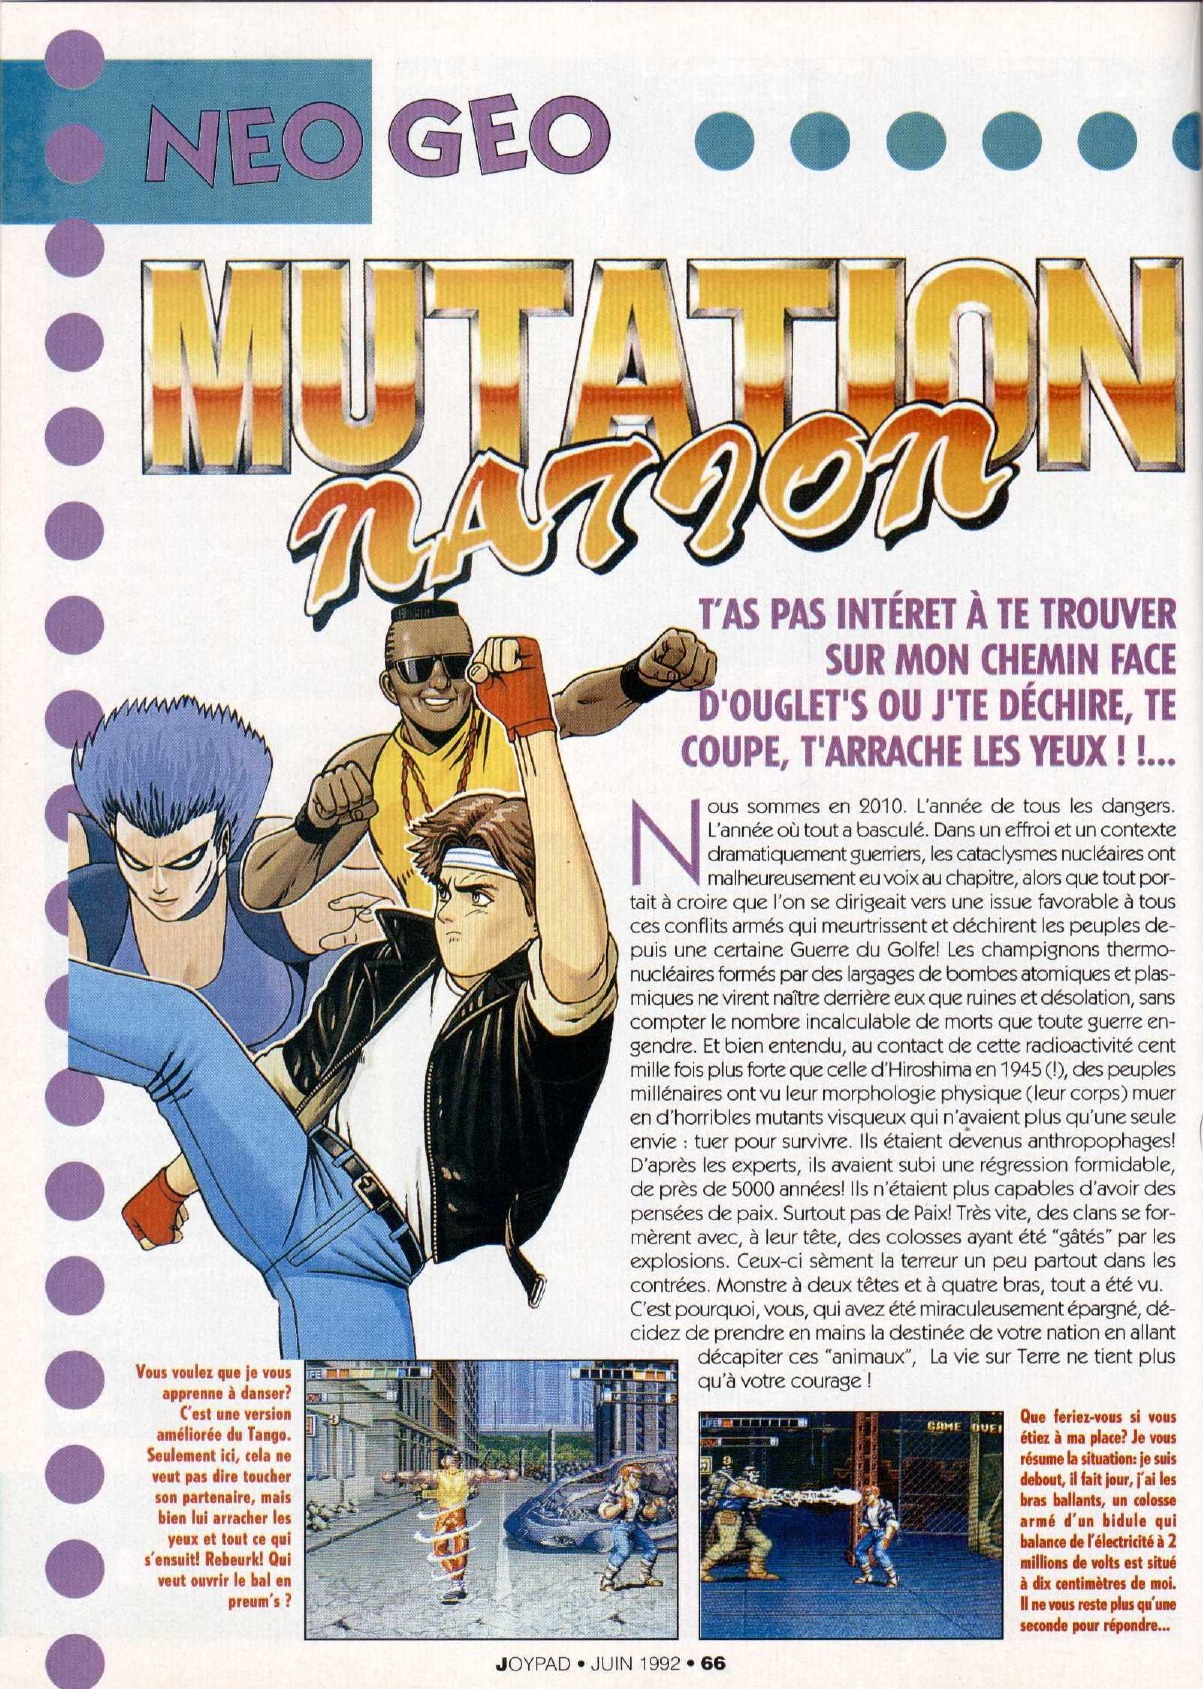 NEO GEO
MUTATION
NATION
T'AS PAS INTÉRET À TE TROUVER
SUR MON CHEMIN FACE
D'OUGLET'S OU J'TE DÉCHIRE, TE
COUPE, T'ARRACHE LES YEUX ! !...
Nous sommes en 2010. L'année de tous les dangers.
L'année où tout a basculé. Dans un effroi et un contexte
dramatiquement guerriers, les cataclysmes nucléaires ont
malheureusement eu voix au chapitre, alors que tout por-
tait à croire que l'on se dirigeait vers une issue favorable à tous
ces conflits armés qui meurtrissent et déchirent les peuples de-
puis une certaine Guerre du Golfe! Les champignons thermo-
nucléaires formés par des largages de bombes atomiques et plas-
miques ne virent naître derrière eux que ruines et désolation, sans
compter le nombre incalculable de morts que toute guerre en-
gendre. Et bien entendu, au contact de cette radioactivité cent
mille fois plus forte que celle d'Hiroshima en 1945 (!), des peuples
millénaires ont vu leur morphologie physique (leur corps) muer
en d'horribles mutants visqueux qui n'avaient plus qu'une seule
envie : tuer pour survivre. Ils étaient devenus anthropophages!
D'après les experts, ils avaient subi une régression formidable,
de près de 5000 années! Ils n'étaient plus capables d'avoir des
pensées de paix. Surtout pas de Paix! Très vite, des clans se for-
mèrent avec, à leur tête, des colosses ayant été "gâtés" par les
explosions. Ceux-ci sèment la terreur un peu partout dans les
contrées. Monstre à deux têtes et à quatre bras, tout a été vu.
C'est pourquoi, vous, qui avez été miraculeusement épargné, dé-
cidez de prendre en mains la destinée de votre nation en allant
décapiter ces "animaux", La vie sur Terre ne tient plus
qu'à votre courage !
Vous voulez que je vous
apprenne à danser?
C'est une version
améliorée du Tango.
Seulement ici, cela ne
veut pas dire toucher
son partenaire, mais
bien lui arracher les
yeux et tout ce qui
s'ensuit! Rebeurk! Qui
veut ouvrir le bal en
preum's ?
LIFE
GAME OVER
Que feriez-vous si vous
étiez à ma place? Je vous
résume la situation: je suis
debout, il fait jour, j'ai les
bras ballants, un colosse
armé d'un bidule qui
balance de l'électricité à 2
millions de volts est situé
à dix centimètres de moi.
Il ne vous reste plus qu'une
seconde pour répondre...
JOYPAD • JUIN 1992 • 66